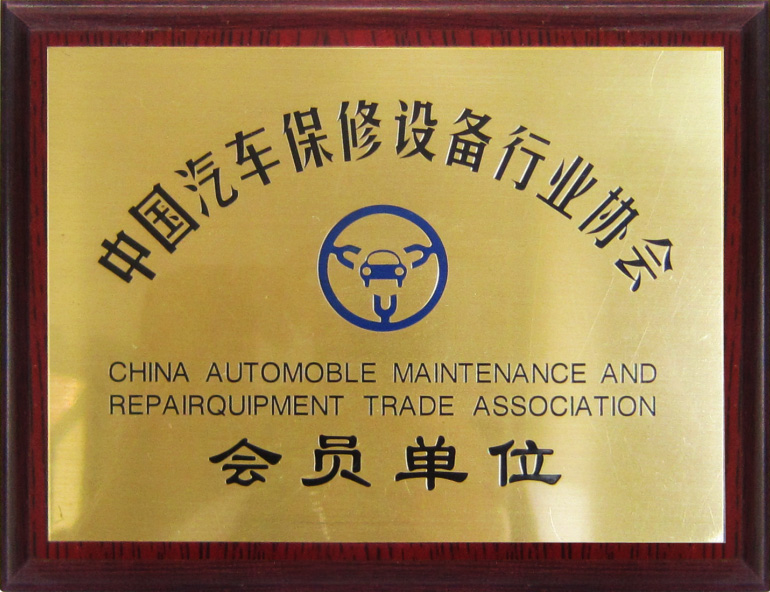 中国汽车保修设备行业协会
CHINA AUTOMOBLE MAINTENANCE AND
REPAIRQUIPMENT TRADE ASSOCIATION
会员单位